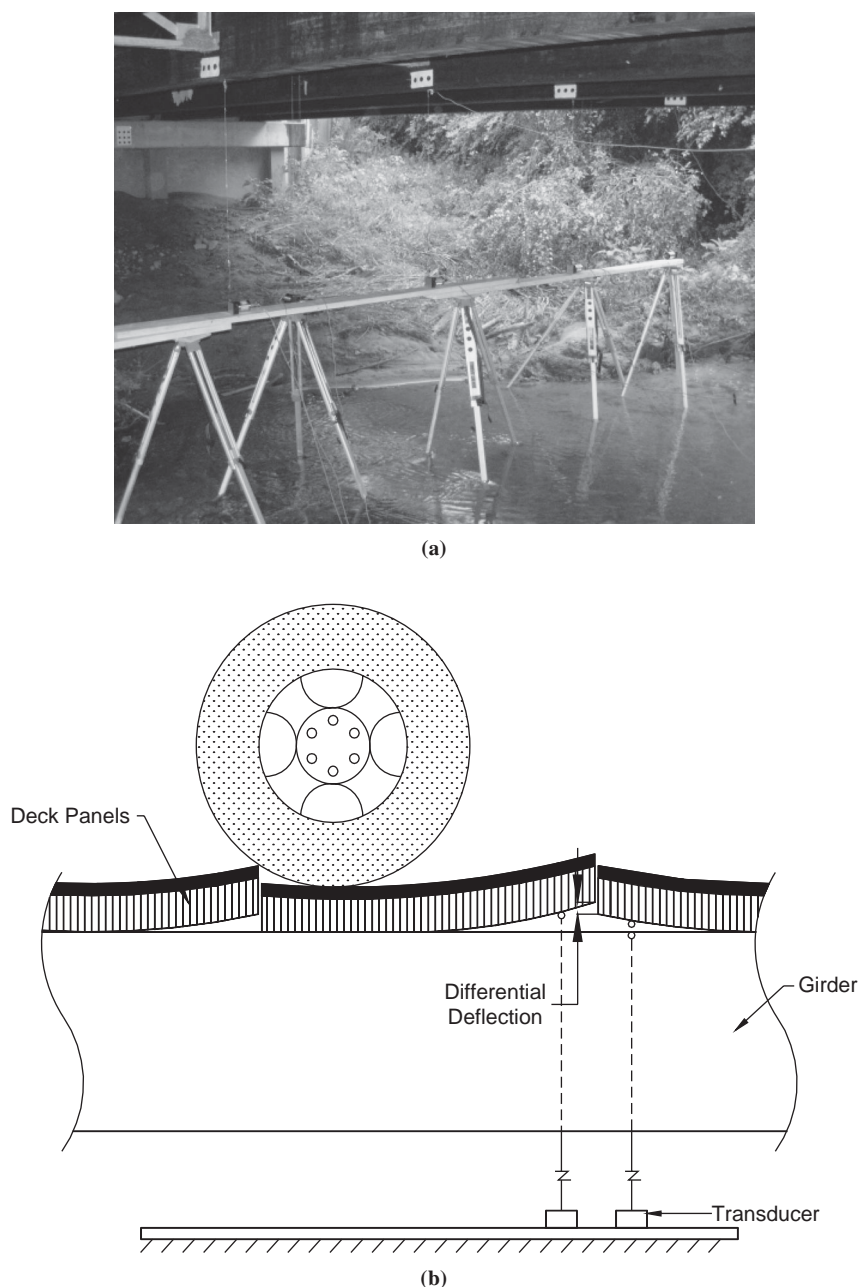 (a)
Deck Panels
Differential
Deflection
Girder
Transducer
(b)